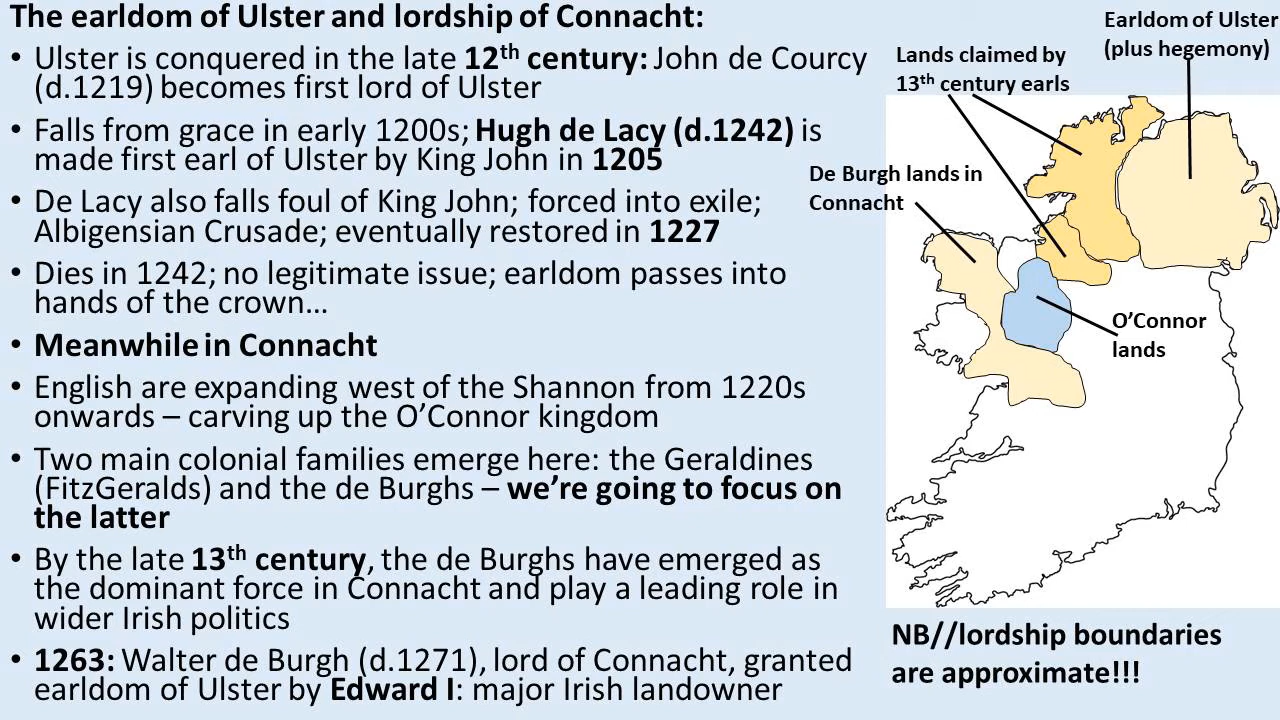 The earldom of Ulster and lordship of Connacht:
• Ulster is conquered in the late 12th century: John de Courcy
(d.1219) becomes first lord of Ulster
• Falls from grace in early 1200s; Hugh de Lacy (d.1242) is
made first earl of Ulster by King John in 1205
• De Lacy also falls foul of King John; forced into exile;
Albigensian Crusade; eventually restored in 1227
• Dies in 1242; no legitimate issue; earldom passes into
hands of the crown…
• Meanwhile in Connacht
• English are expanding west of the Shannon from 1220s
onwards – carving up the O’Connor kingdom
• Two main colonial families emerge here: the Geraldines
(FitzGeralds) and the de Burghs – we’re going to focus on
the latter
• By the late 13th century, the de Burghs have emerged as
the dominant force in Connacht and play a leading role in
wider Irish politics
• 1263: Walter de Burgh (d.1271), lord of Connacht, granted
earldom of Ulster by Edward I: major Irish landowner
Earldom of Ulster
(plus hegemony)
Lands claimed by
13th century earls
De Burgh lands in
Connacht
O’Connor
lands
NB//lordship boundaries
are approximate!!!